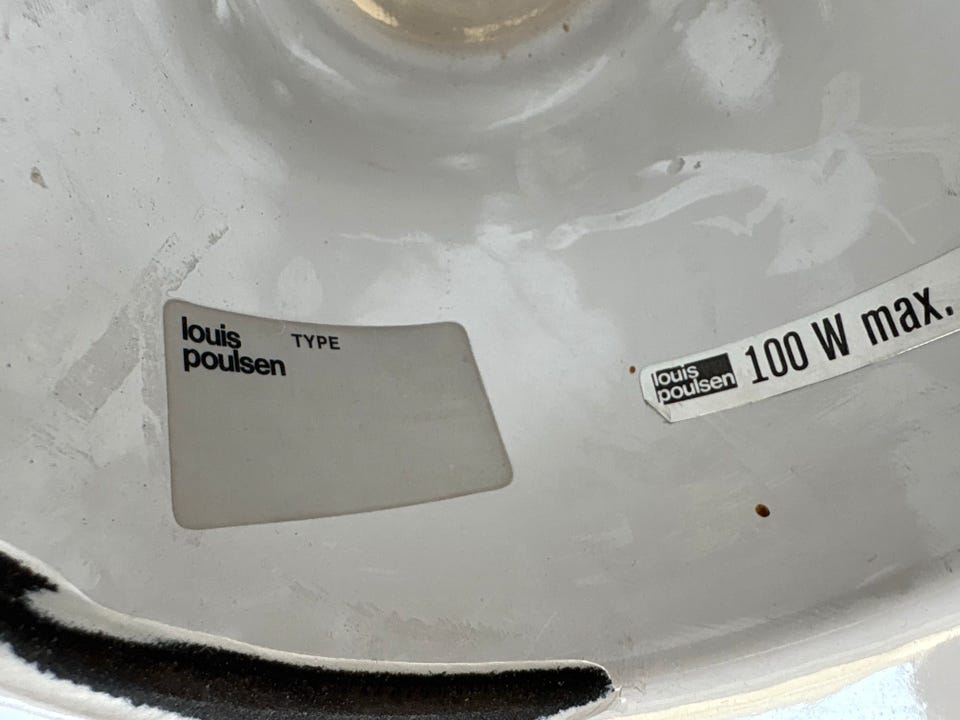 louis
poulsen
TYPE
louis
poulsen
100 W max.